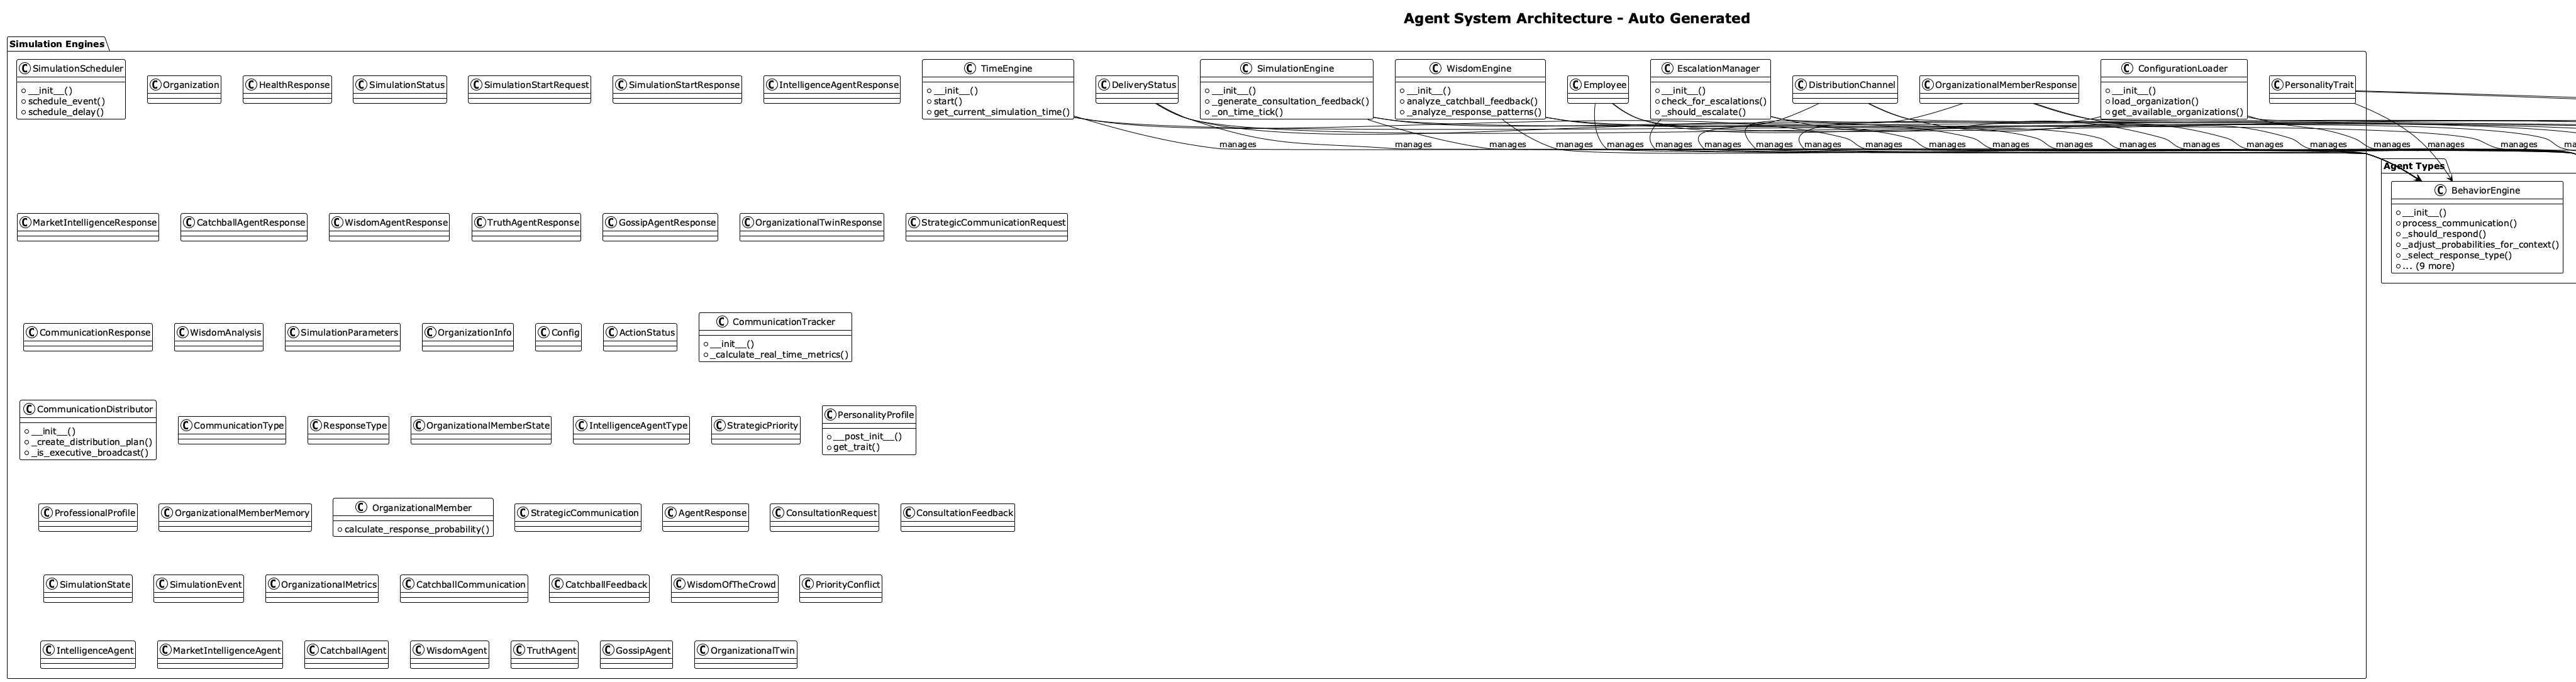 Agent System Architecture - Auto Generated
Simulation Engines
C SimulationScheduler
__init__()
schedule_event()
schedule_delay()
C Organization
C HealthResponse
C SimulationStatus
C SimulationStartRequest
C SimulationStartResponse
C IntelligenceAgentResponse
C TimeEngine
__init__()
start()
get_current_simulation_time()
C DeliveryStatus
C SimulationEngine
__init__()
_generate_consultation_feedback()
_on_time_tick()
C WisdomEngine
__init__()
analyze_catchball_feedback()
_analyze_response_patterns()
C Employee
C EscalationManager
__init__()
check_for_escalations()
_should_escalate()
C DistributionChannel
C OrganizationalMemberResponse
C ConfigurationLoader
__init__()
load_organization()
get_available_organizations()
C PersonalityTrait
manages manages manages manages manages manages manages manages manages manages manages manages manages manages manages manages manages manages ma
Agent Types
C BehaviorEngine
__init__()
process_communication()
_should_respond()
_adjust_probabilities_for_context()
_select_response_type()
... (9 more)
C MarketIntelligenceResponse
C CatchballAgentResponse
C WisdomAgentResponse
C TruthAgentResponse
C GossipAgentResponse
C OrganizationalTwinResponse
C StrategicCommunicationRequest
C CommunicationResponse
C WisdomAnalysis
C SimulationParameters
C OrganizationInfo
C Config
C ActionStatus
C CommunicationTracker
__init__()
_calculate_real_time_metrics()
C CommunicationDistributor
__init__()
_create_distribution_plan()
_is_executive_broadcast()
C CommunicationType
C ResponseType
C OrganizationalMemberState
C IntelligenceAgentType
C StrategicPriority
C PersonalityProfile
__post_init__()
get_trait()
C ProfessionalProfile
C OrganizationalMemberMemory
C OrganizationalMember
calculate_response_probability()
C StrategicCommunication
C AgentResponse
C ConsultationRequest
C ConsultationFeedback
C SimulationState
C SimulationEvent
C OrganizationalMetrics
C CatchballCommunication
C CatchballFeedback
C WisdomOfTheCrowd
C PriorityConflict
C IntelligenceAgent
C MarketIntelligenceAgent
C CatchballAgent
C WisdomAgent
C TruthAgent
C GossipAgent
C OrganizationalTwin